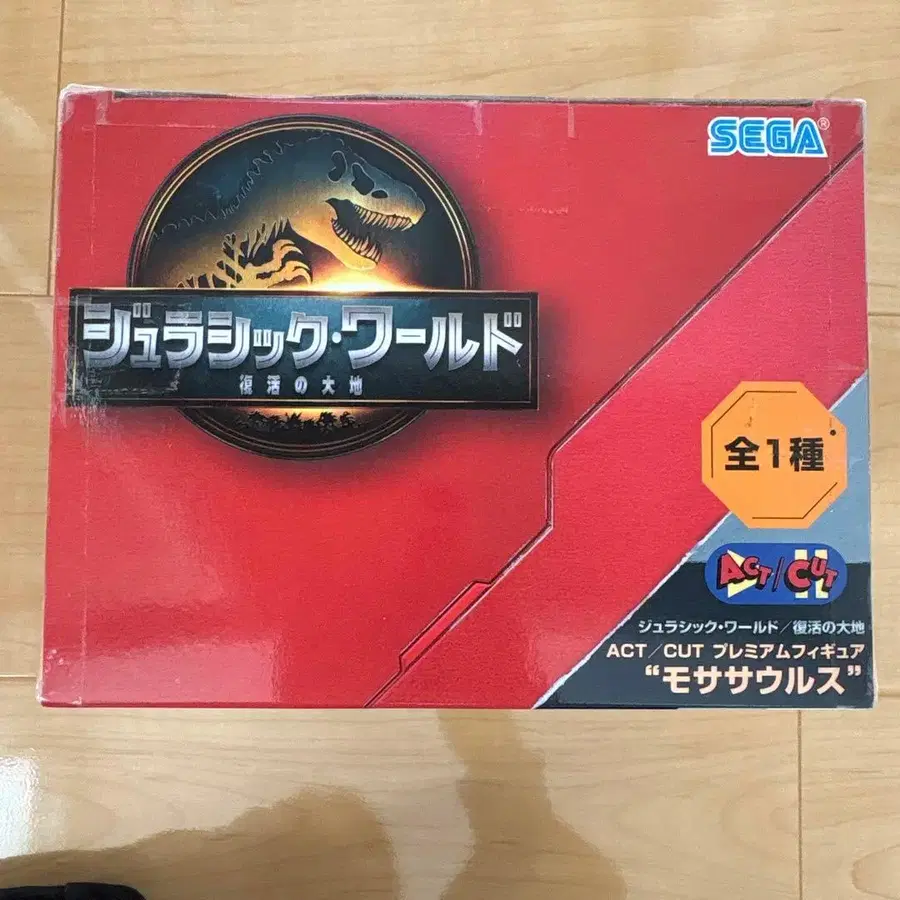 SEGA®
ジュラシック・ワールド
復活の大地
全1種
ACT/CUT
ジュラシック・ワールド/復活の大地
ACT/CUT プレミアムフィギュア
“モササウルス”